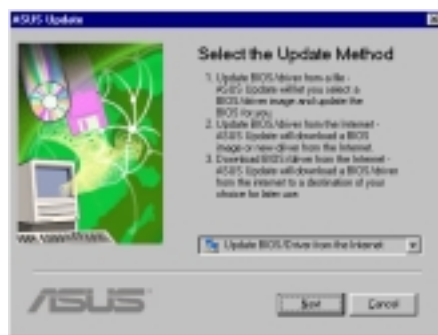 ASUS Update
Select the Update Method
1. Update BIOS/driver from a file -
ASUS Update will let you select a
BIOS/driver image and update the
BIOS for you.
2. Update BIOS/driver from the Internet -
ASUS Update will download a BIOS
image or new driver from the Internet.
3. Download BIOS/driver from the Internet -
ASUS Update will download a BIOS/driver
from the internet to a destination of your
choice for later use.
Update BIOS/Driver from the Internet
ASUS
Next
Cancel